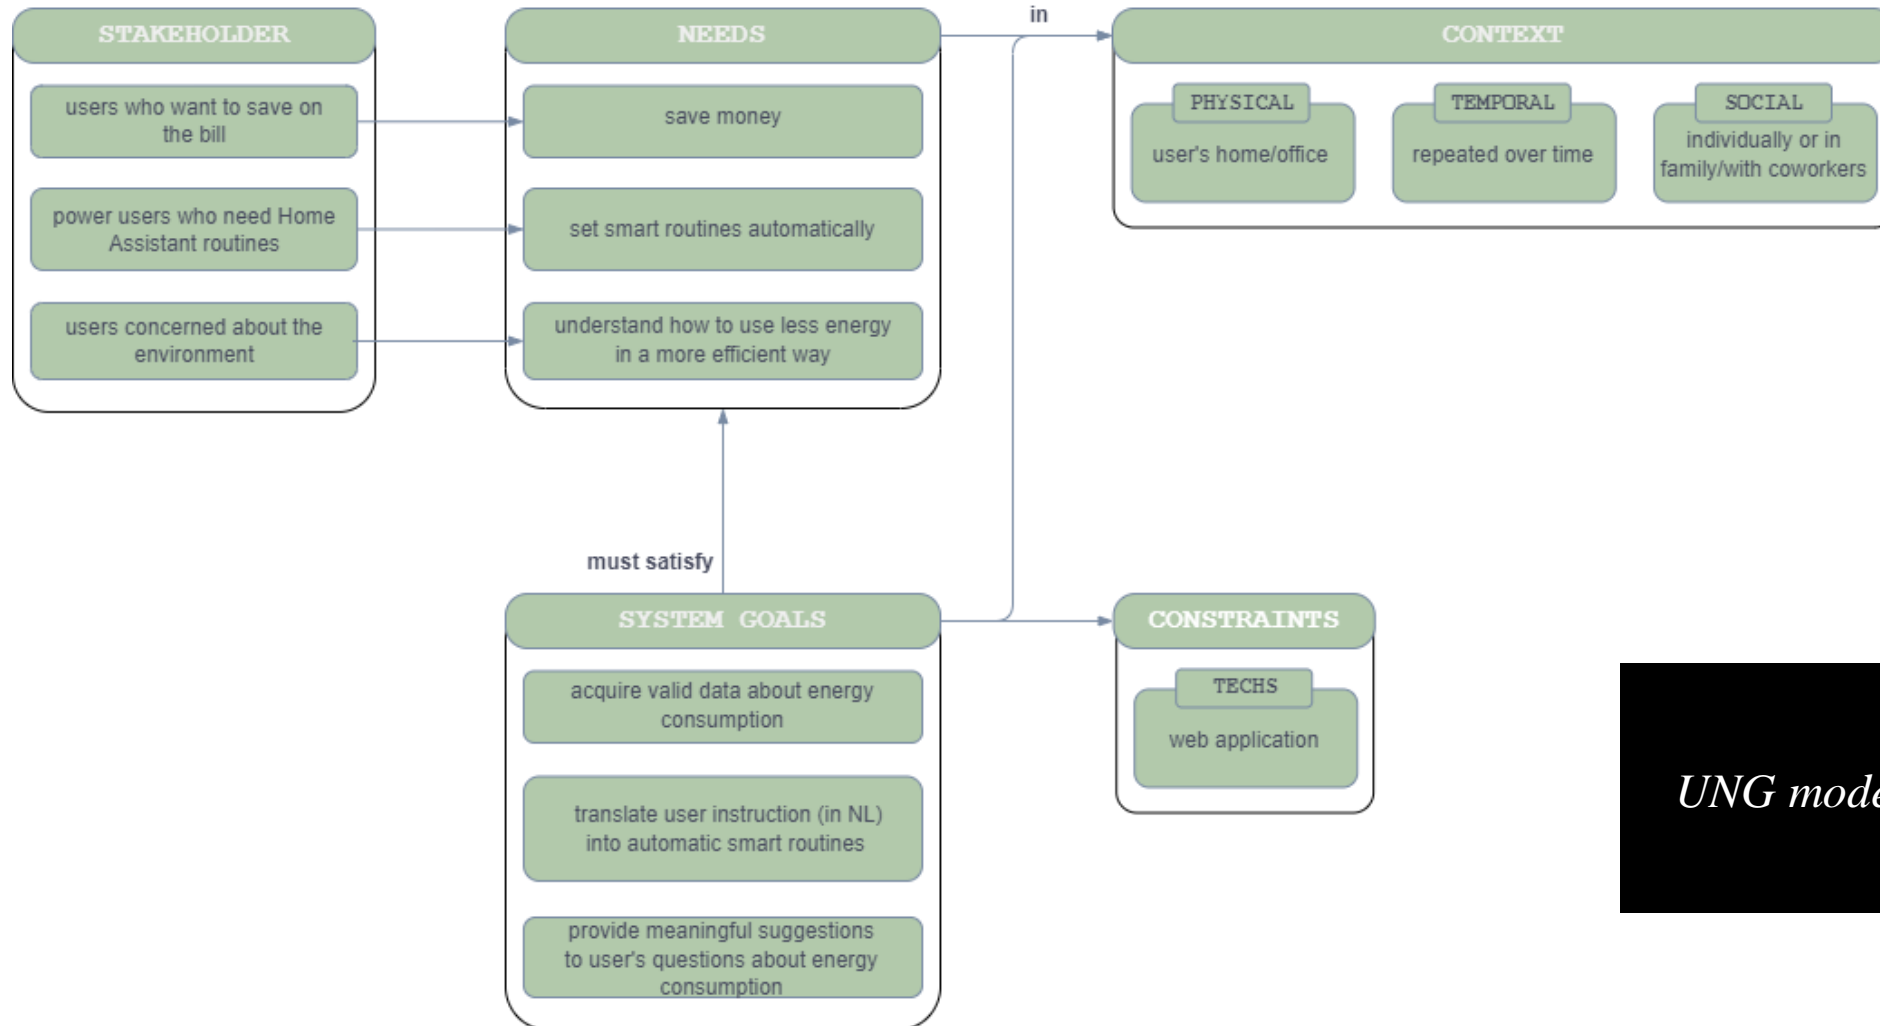 STAKEHOLDER
users who want to save on
the bill
power users who need Home
Assistant routines
users concerned about the
environment
NEEDS
save money
set smart routines automatically
understand how to use less energy
in a more efficient way
in
CONTEXT
PHYSICAL
user's home/office
TEMPORAL
repeated over time
SOCIAL
individually or in
family/with coworkers
must satisfy
SYSTEM GOALS
acquire valid data about energy
consumption
translate user instruction (in NL)
into automatic smart routines
provide meaningful suggestions
to user's questions about energy
consumption
CONSTRAINTS
TECHS
web application
UNG